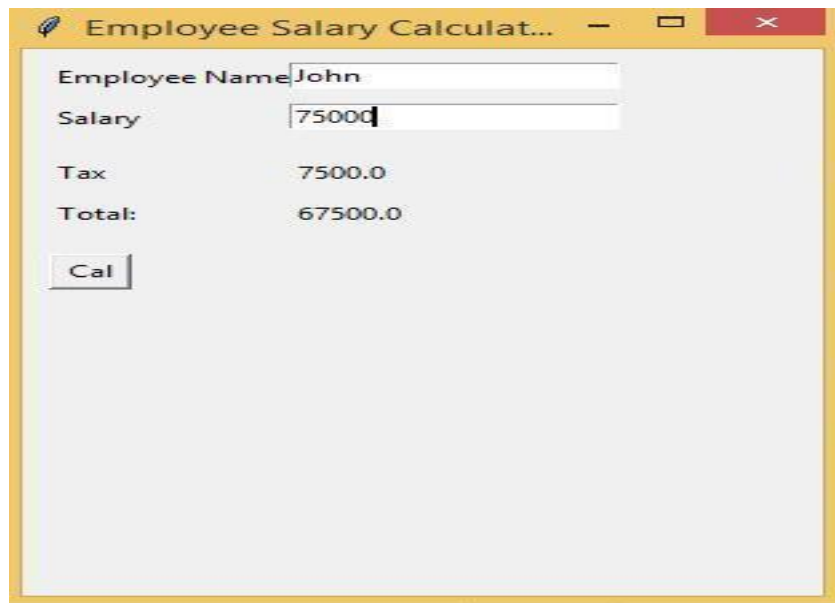 Employee Salary Calculat...
Employee Name John
Salary 75000
Tax 7500.0
Total: 67500.0
Cal